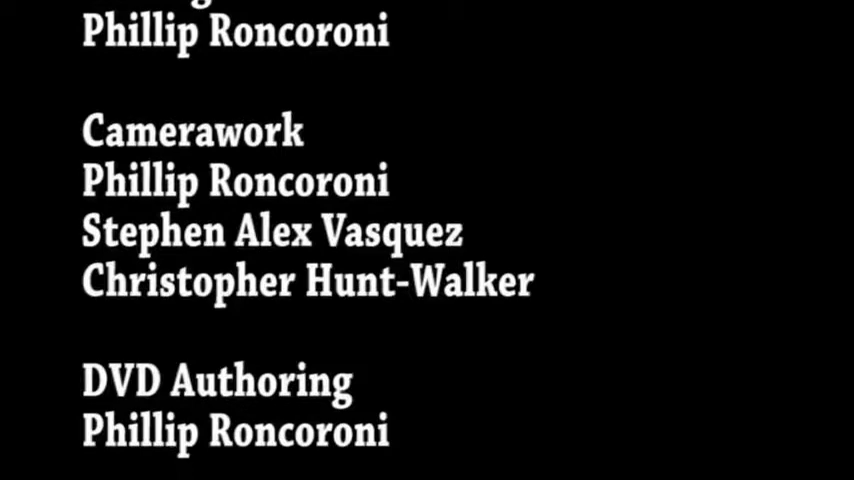 Phillip Roncoroni
Camerawork
Phillip Roncoroni
Stephen Alex Vasquez
Christopher Hunt-Walker
DVD Authoring
Phillip Roncoroni